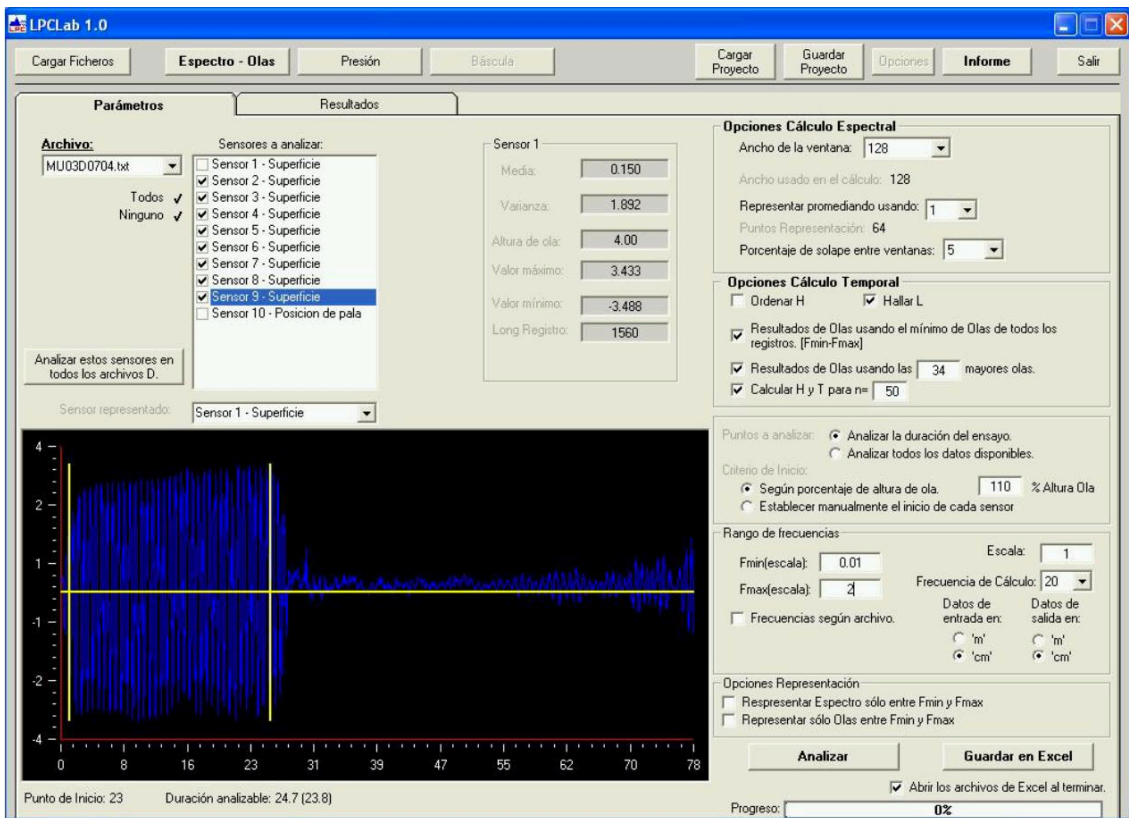 LPCLab 1.0
Cargar Ficheros
Espectro - Olas
Presión
Báscula
Cargar Proyecto
Guardar Proyecto
Opciones
Informe
Salir
Parámetros
Resultados
Archivo:
MU03D0704.txt
Todos
Ninguno
Analizar estos sensores en
todos los archivos D.
Sensores a analizar:
Sensor 1 - Superficie
Sensor 2 - Superficie
Sensor 3 - Superficie
Sensor 4 - Superficie
Sensor 5 - Superficie
Sensor 6 - Superficie
Sensor 7 - Superficie
Sensor 8 - Superficie
Sensor 9 - Superficie
Sensor 10 - Posicion de pala
Sensor representado:
Sensor 1 - Superficie
Sensor 1
Media: 0.150
Varianza: 1.892
Altura de ola: 4.00
Valor máximo: 3.433
Valor mínimo: -3.488
Long Registro: 1560
4
2
1
-1
-2
-4
0 8 16 23 31 39 47 55 62 70 78
Punto de Inicio: 23
Duración analizable: 24.7 (23.8)
Opciones Cálculo Espectral
Ancho de la ventana: 128
Ancho usado en el cálculo: 128
Representar promediando usando: 1
Puntos Representación: 64
Porcentaje de solape entre ventanas: 5
Opciones Cálculo Temporal
Ordenar H
Hallar L
Resultados de Olas usando el mínimo de Olas de todos los
registros. [Fmin-Fmax]
Resultados de Olas usando las 34 mayores olas.
Calcular H y T para n= 50
Puntos a analizar:
Analizar la duración del ensayo.
Analizar todos los datos disponibles.
Criterio de Inicio:
Según porcentaje de altura de ola. 110 % Altura Ola
Establecer manualmente el inicio de cada sensor
Rango de frecuencias
Fmin(escala): 0.01
Fmax(escala): 2
Frecuencias según archivo.
Escala: 1
Frecuencia de Cálculo: 20
Datos de entrada en:
'm'
'cm'
Datos de salida en:
'm'
'cm'
Opciones Representación
Respresentar Espectro sólo entre Fmin y Fmax
Representar sólo Olas entre Fmin y Fmax
Analizar
Guardar en Excel
Abrir los archivos de Excel al terminar.
Progreso: 0%